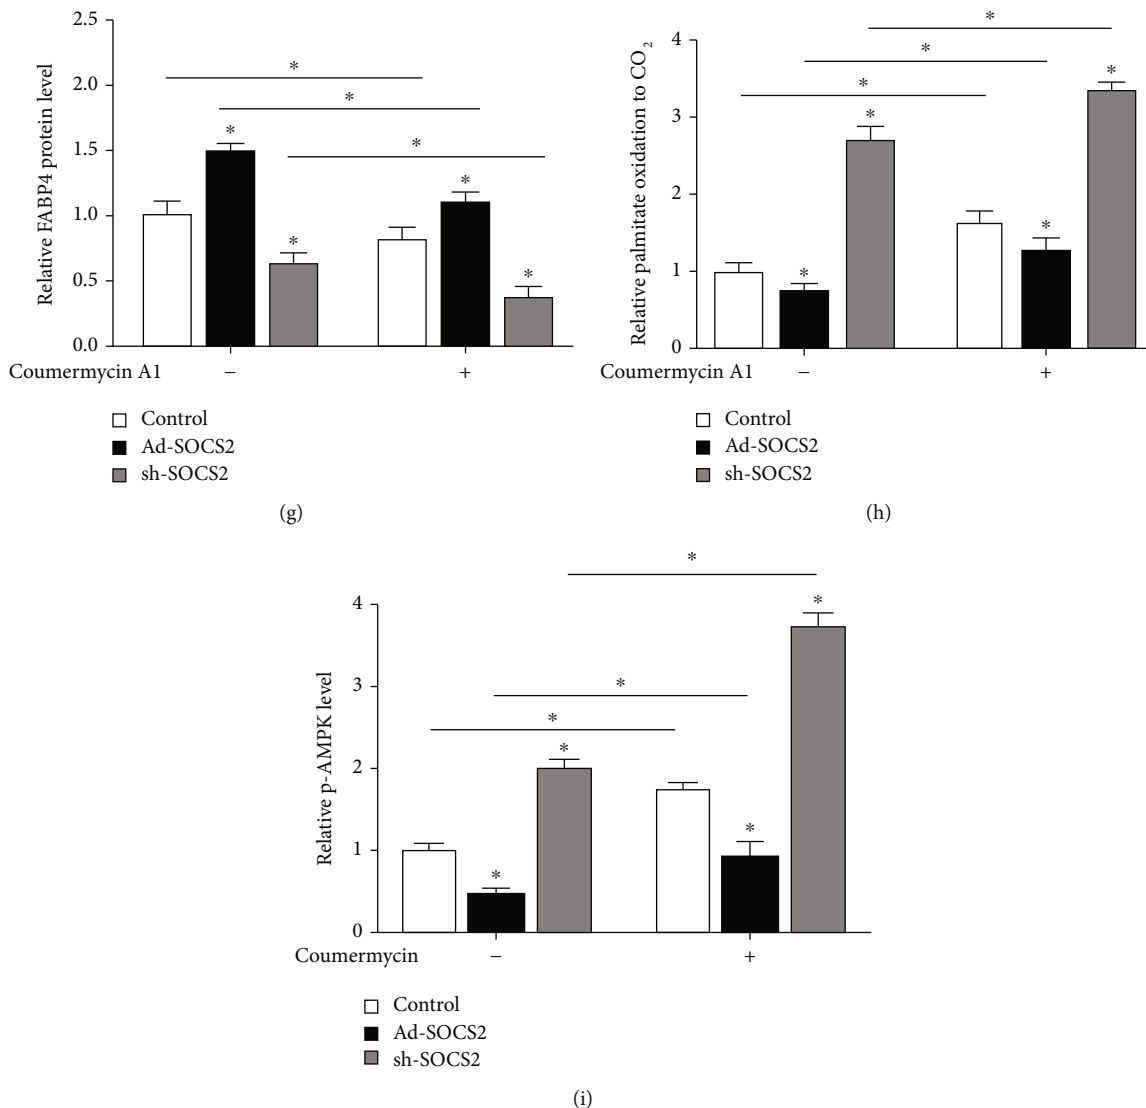 Relative FABP4 protein level
2.5
2.0
1.5
1.0
0.5
0.0
*
*
*
*
*
*
*
Coumermycin A1 − +
Control
Ad-SOCS2
sh-SOCS2
(g)
Relative palmitate oxidation to CO₂
4
3
2
1
0
*
*
*
*
*
*
*
Coumermycin A1 − +
Control
Ad-SOCS2
sh-SOCS2
(h)
Relative p-AMPK level
4
3
2
1
0
*
*
*
*
*
*
*
Coumermycin − +
Control
Ad-SOCS2
sh-SOCS2
(i)